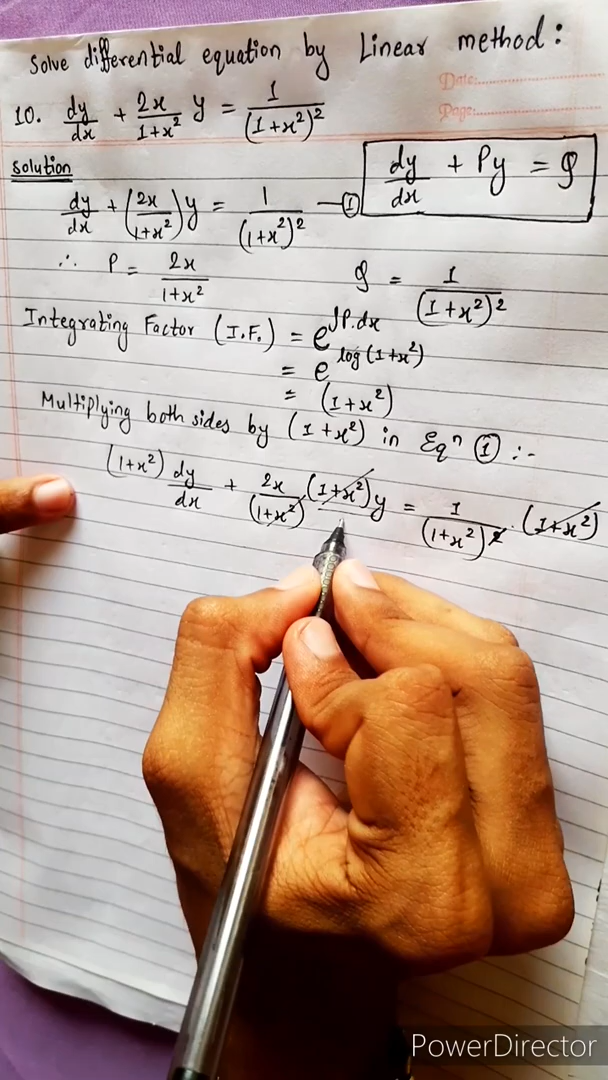 Solve differential equation by Linear method:
Date:
Page:
10. dy/dx + 2x/(1+x²) y = 1/(1+x²)²
Solution
dy/dx + Py = Q
dy/dx + (2x/(1+x²))y = 1/(1+x²)² —①
∴ P = 2x/(1+x²) Q = 1/(1+x²)²
Integrating Factor (I.F.) = e^∫P.dx
= e^log(1+x²)
= (1+x²)
Multiplying both sides by (1+x²) in Eqⁿ ① :-
(1+x²) dy/dx + 2x/(1+x²) (1+x²)y = 1/(1+x²)² . (1+x²)
PowerDirector